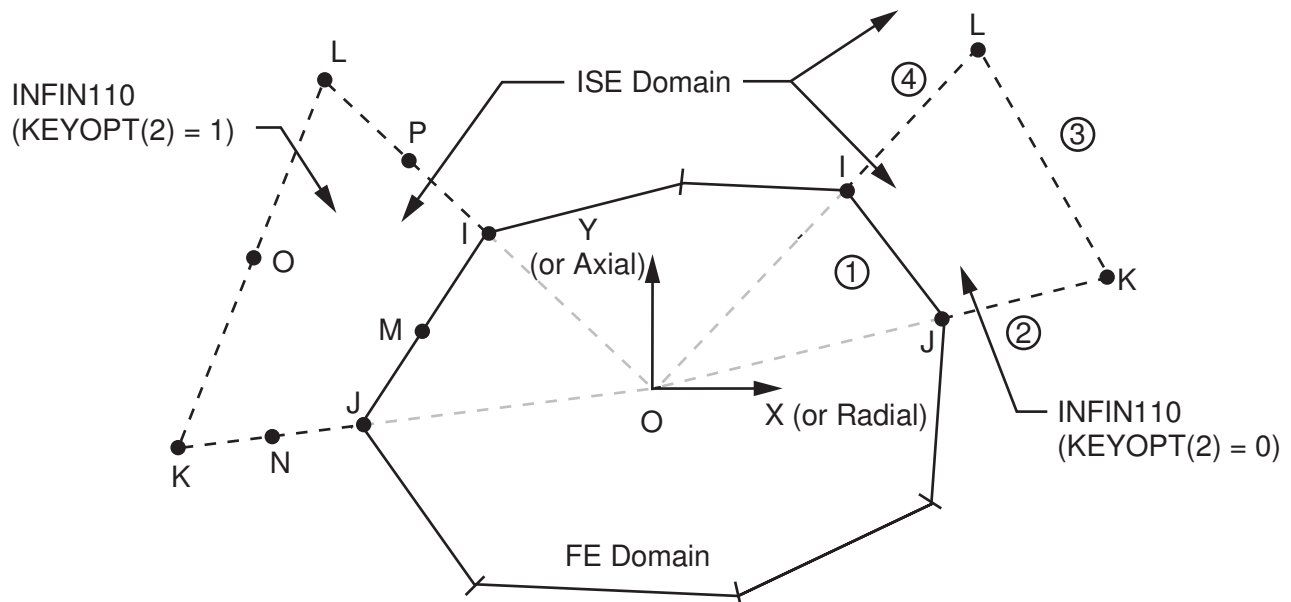 L
L
INFIN110
(KEYOPT(2) = 1)
ISE Domain
④
P
③
I
I
Y
(or Axial)
O
①
K
M
②
J
J
O
X (or Radial)
INFIN110
(KEYOPT(2) = 0)
K
N
FE Domain